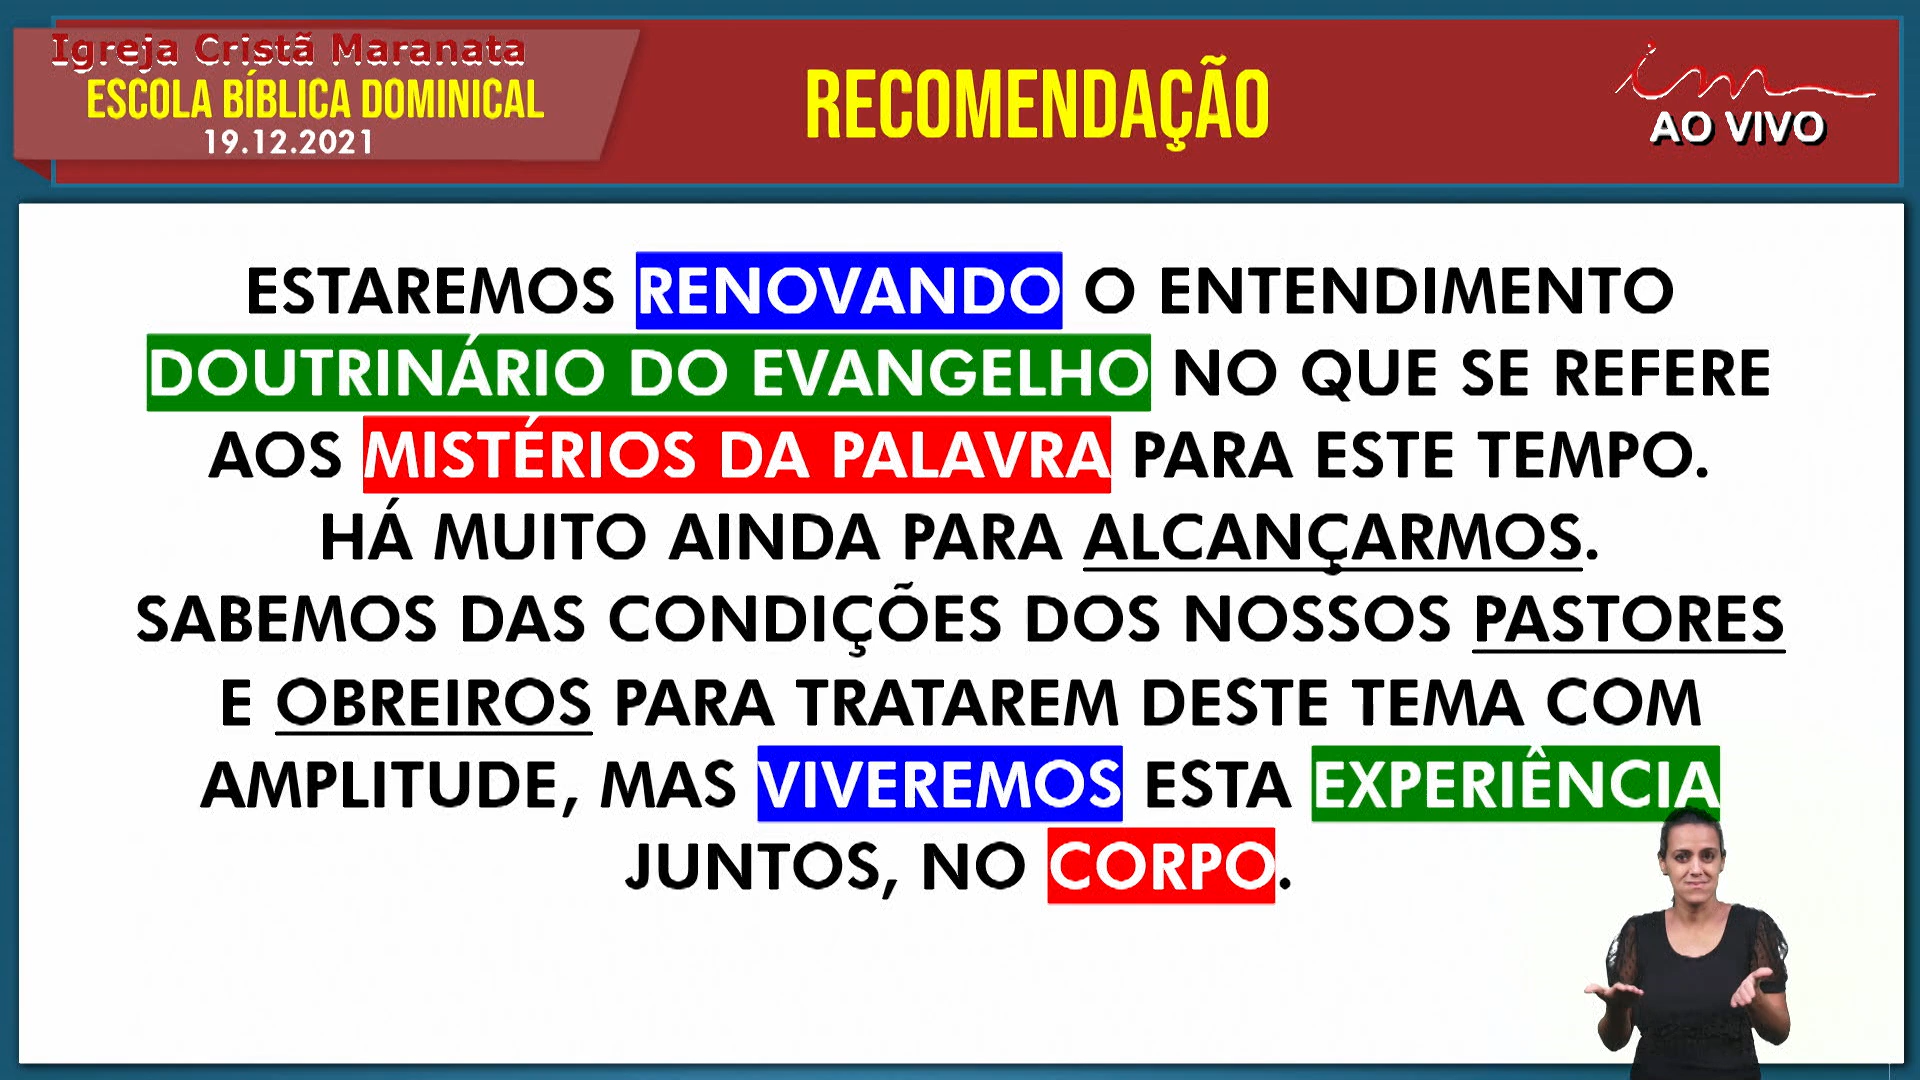 Igreja Cristã Maranata
ESCOLA BÍBLICA DOMINICAL
19.12.2021
RECOMENDAÇÃO
im
AO VIVO
ESTAREMOS RENOVANDO O ENTENDIMENTO
DOUTRINÁRIO DO EVANGELHO NO QUE SE REFERE
AOS MISTÉRIOS DA PALAVRA PARA ESTE TEMPO.
HÁ MUITO AINDA PARA ALCANÇARMOS.
SABEMOS DAS CONDIÇÕES DOS NOSSOS PASTORES
E OBREIROS PARA TRATAREM DESTE TEMA COM
AMPLITUDE, MAS VIVEREMOS ESTA EXPERIÊNCIA
JUNTOS, NO CORPO.